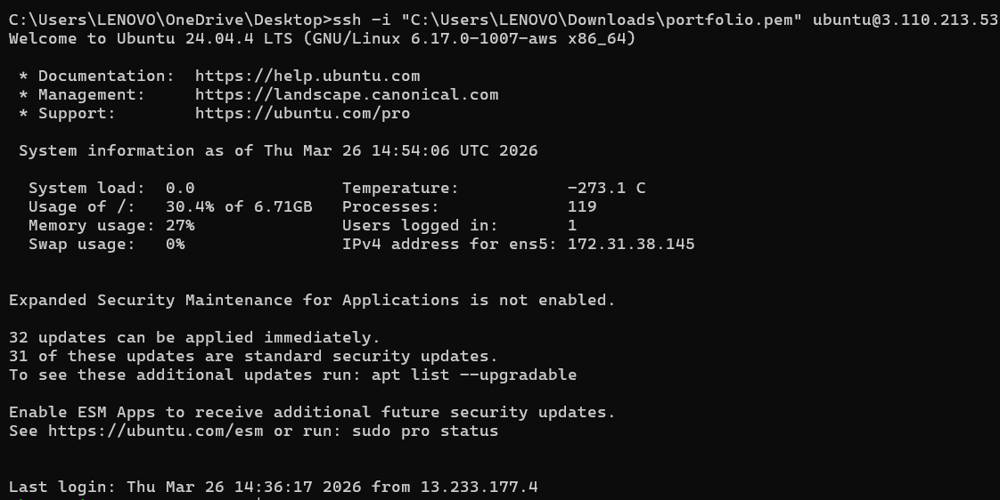 C:\Users\LENOVO\OneDrive\Desktop>ssh -i "C:\Users\LENOVO\Downloads\portfolio.pem" ubuntu@3.110.213.53
Welcome to Ubuntu 24.04.4 LTS (GNU/Linux 6.17.0-1007-aws x86_64)
* Documentation:  https://help.ubuntu.com
* Management:     https://landscape.canonical.com
* Support:        https://ubuntu.com/pro
System information as of Thu Mar 26 14:54:06 UTC 2026
System load:  0.0               Temperature:           -273.1 C
Usage of /:   30.4% of 6.71GB   Processes:             119
Memory usage: 27%               Users logged in:       1
Swap usage:   0%                IPv4 address for ens5: 172.31.38.145
Expanded Security Maintenance for Applications is not enabled.
32 updates can be applied immediately.
31 of these updates are standard security updates.
To see these additional updates run: apt list --upgradable
Enable ESM Apps to receive additional future security updates.
See https://ubuntu.com/esm or run: sudo pro status
Last login: Thu Mar 26 14:36:17 2026 from 13.233.177.4